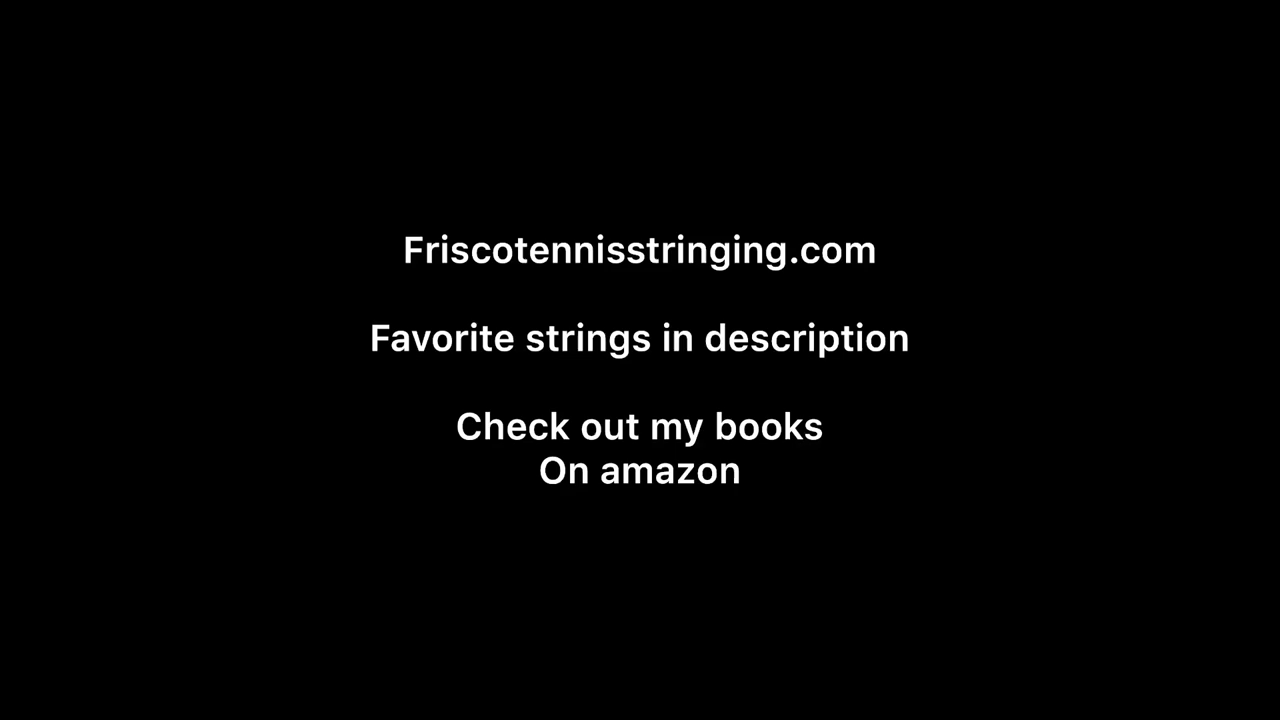 Friscotennisstringing.com
Favorite strings in description
Check out my books
On amazon